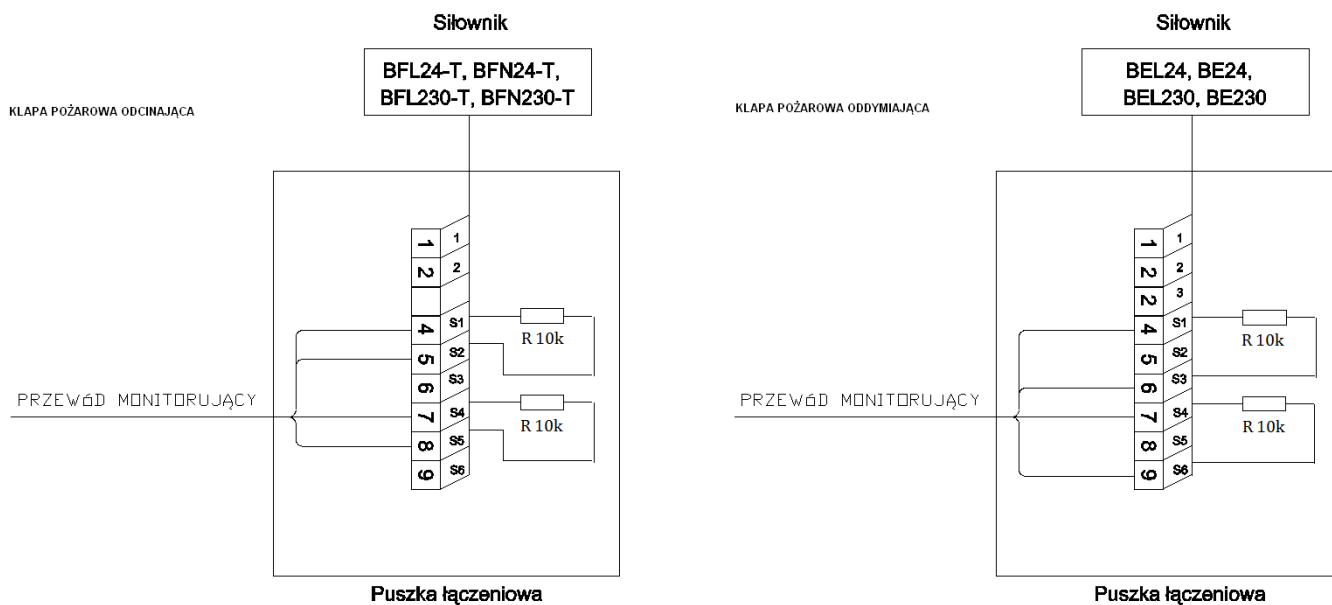 Siłownik
BFL24-T, BFN24-T,
BFL230-T, BFN230-T
KLAPA POŻAROWA ODCINAJĄCA
1 1
2 2
4 S1
R 10k
5 S2
6 S3
PRZEWóD MONITORUJĄCY
7 S4
R 10k
8 S5
9 S6
Puszka łączeniowa
Siłownik
BEL24, BE24,
BEL230, BE230
KLAPA POŻAROWA ODDYMIAJĄCA
1 1
2 2
2 3
4 S1
R 10k
5 S2
6 S3
PRZEWóD MONITORUJĄCY
7 S4
R 10k
8 S5
9 S6
Puszka łączeniowa